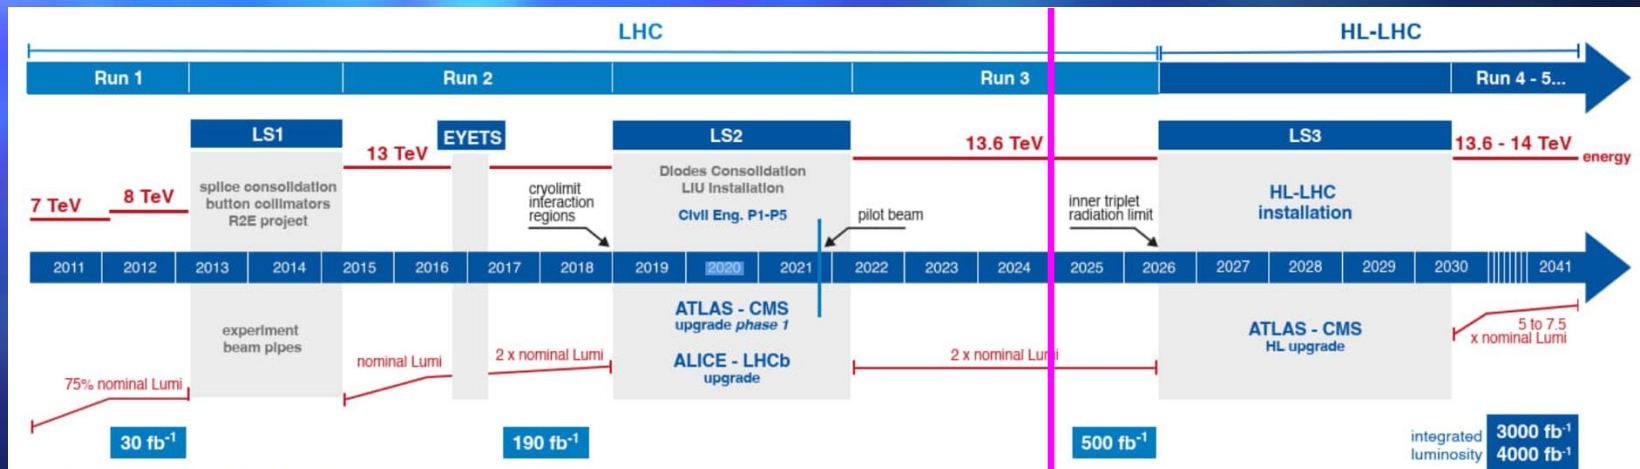 LHC
HL-LHC
Run 1
Run 2
Run 3
Run 4 - 5...
LS1
EYETS
LS2
LS3
13 TeV
13.6 TeV
13.6 - 14 TeV
energy
7 TeV
8 TeV
splice consolidation
button collimators
R2E project
cryolimit
interaction
regions
Diodes Consolidation
LIU Installation
Civil Eng. P1-P5
pilot beam
inner triplet
radiation limit
HL-LHC
installation
2011
2012
2013
2014
2015
2016
2017
2018
2019
2020
2021
2022
2023
2024
2025
2026
2027
2028
2029
2030
2041
experiment
beam pipes
ATLAS - CMS
upgrade phase 1
ALICE - LHCb
upgrade
ATLAS - CMS
HL upgrade
5 to 7.5
x nominal Lumi
75% nominal Lumi
nominal Lumi
2 x nominal Lumi
2 x nominal Lumi
30 fb⁻¹
190 fb⁻¹
500 fb⁻¹
integrated
luminosity
3000 fb⁻¹
4000 fb⁻¹